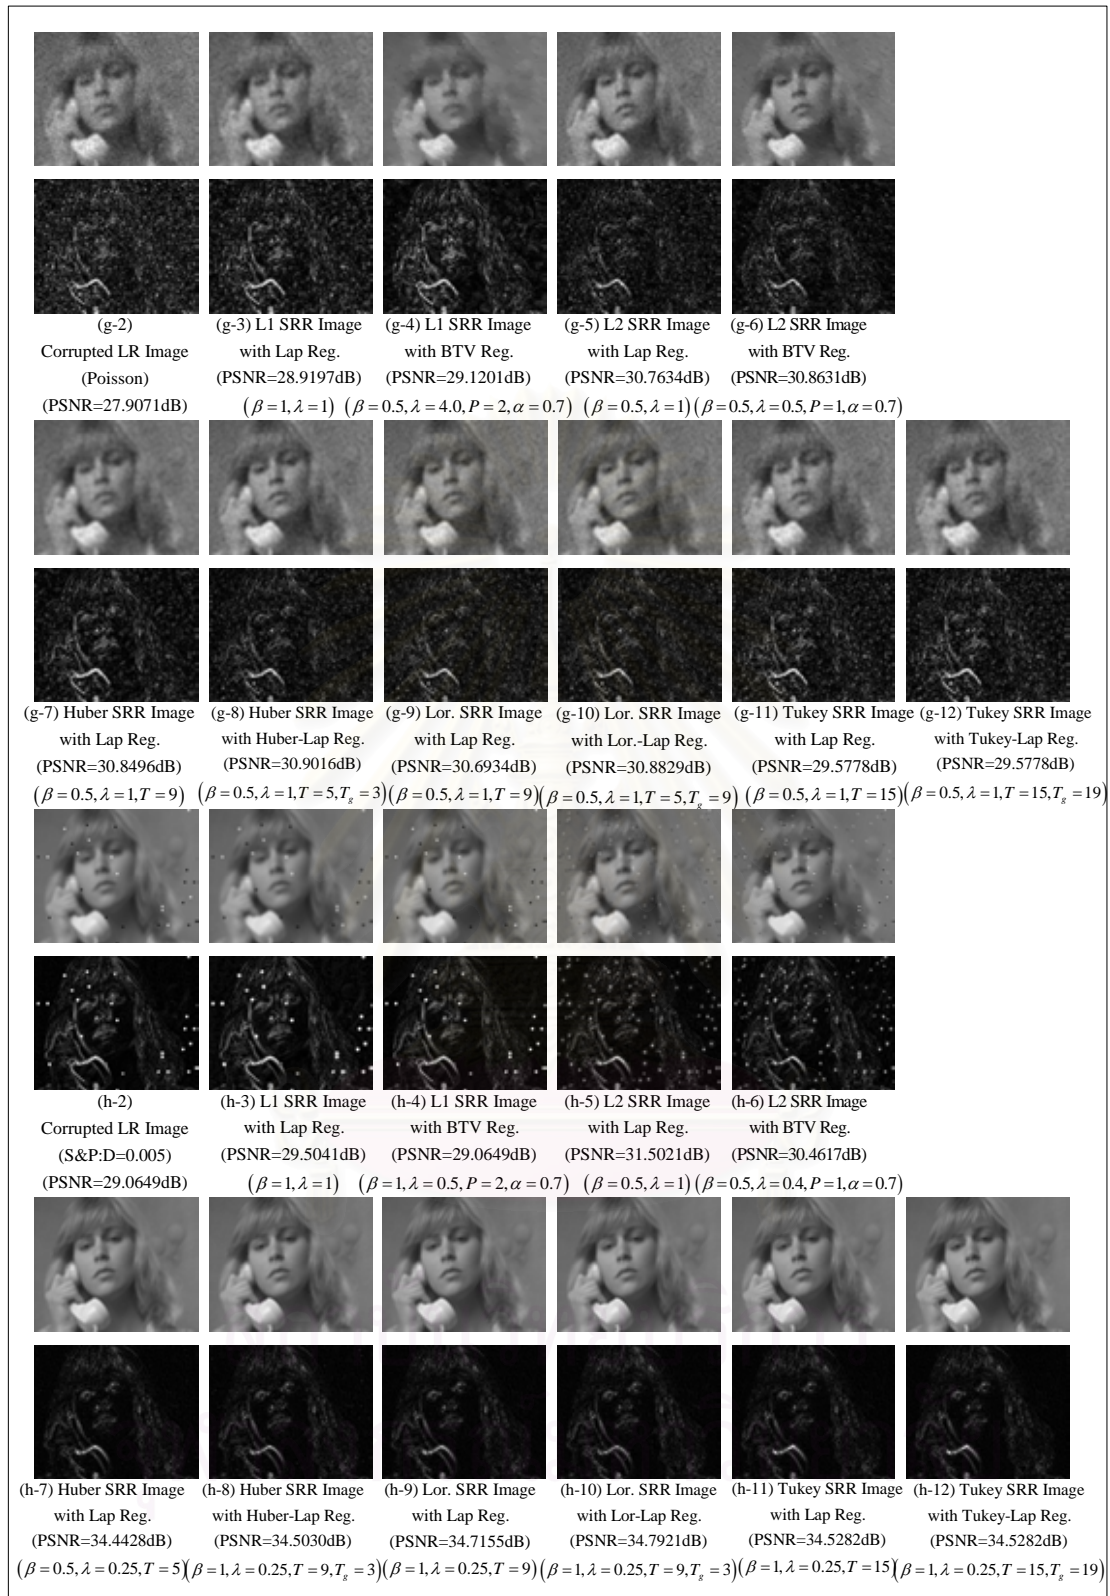 (g-2)
Corrupted LR Image
(Poisson)
(PSNR=27.9071dB)
(g-3) L1 SRR Image
with Lap Reg.
(PSNR=28.9197dB)
(β = 1, λ = 1)
(g-4) L1 SRR Image
with BTV Reg.
(PSNR=29.1201dB)
(β = 0.5, λ = 4.0, P = 2, α = 0.7)
(g-5) L2 SRR Image
with Lap Reg.
(PSNR=30.7634dB)
(β = 0.5, λ = 1)
(g-6) L2 SRR Image
with BTV Reg.
(PSNR=30.8631dB)
(β = 0.5, λ = 0.5, P = 1, α = 0.7)
(g-7) Huber SRR Image
with Lap Reg.
(PSNR=30.8496dB)
(β = 0.5, λ = 1, T = 9)
(g-8) Huber SRR Image
with Huber-Lap Reg.
(PSNR=30.9016dB)
(β = 0.5, λ = 1, T = 5, T_g = 3)
(g-9) Lor. SRR Image
with Lap Reg.
(PSNR=30.6934dB)
(β = 0.5, λ = 1, T = 9)
(g-10) Lor. SRR Image
with Lor.-Lap Reg.
(PSNR=30.8829dB)
(β = 0.5, λ = 1, T = 5, T_g = 9)
(g-11) Tukey SRR Image
with Lap Reg.
(PSNR=29.5778dB)
(β = 0.5, λ = 1, T = 15)
(g-12) Tukey SRR Image
with Tukey-Lap Reg.
(PSNR=29.5778dB)
(β = 0.5, λ = 1, T = 15, T_g = 19)
(h-2)
Corrupted LR Image
(S&P:D=0.005)
(PSNR=29.0649dB)
(h-3) L1 SRR Image
with Lap Reg.
(PSNR=29.5041dB)
(β = 1, λ = 1)
(h-4) L1 SRR Image
with BTV Reg.
(PSNR=29.0649dB)
(β = 1, λ = 0.5, P = 2, α = 0.7)
(h-5) L2 SRR Image
with Lap Reg.
(PSNR=31.5021dB)
(β = 0.5, λ = 1)
(h-6) L2 SRR Image
with BTV Reg.
(PSNR=30.4617dB)
(β = 0.5, λ = 0.4, P = 1, α = 0.7)
(h-7) Huber SRR Image
with Lap Reg.
(PSNR=34.4428dB)
(β = 0.5, λ = 0.25, T = 5)
(h-8) Huber SRR Image
with Huber-Lap Reg.
(PSNR=34.5030dB)
(β = 1, λ = 0.25, T = 9, T_g = 3)
(h-9) Lor. SRR Image
with Lap Reg.
(PSNR=34.7155dB)
(β = 1, λ = 0.25, T = 9)
(h-10) Lor. SRR Image
with Lor-Lap Reg.
(PSNR=34.7921dB)
(β = 1, λ = 0.25, T = 9, T_g = 3)
(h-11) Tukey SRR Image
with Lap Reg.
(PSNR=34.5282dB)
(β = 1, λ = 0.25, T = 15)
(h-12) Tukey SRR Image
with Tukey-Lap Reg.
(PSNR=34.5282dB)
(β = 1, λ = 0.25, T = 15, T_g = 19)